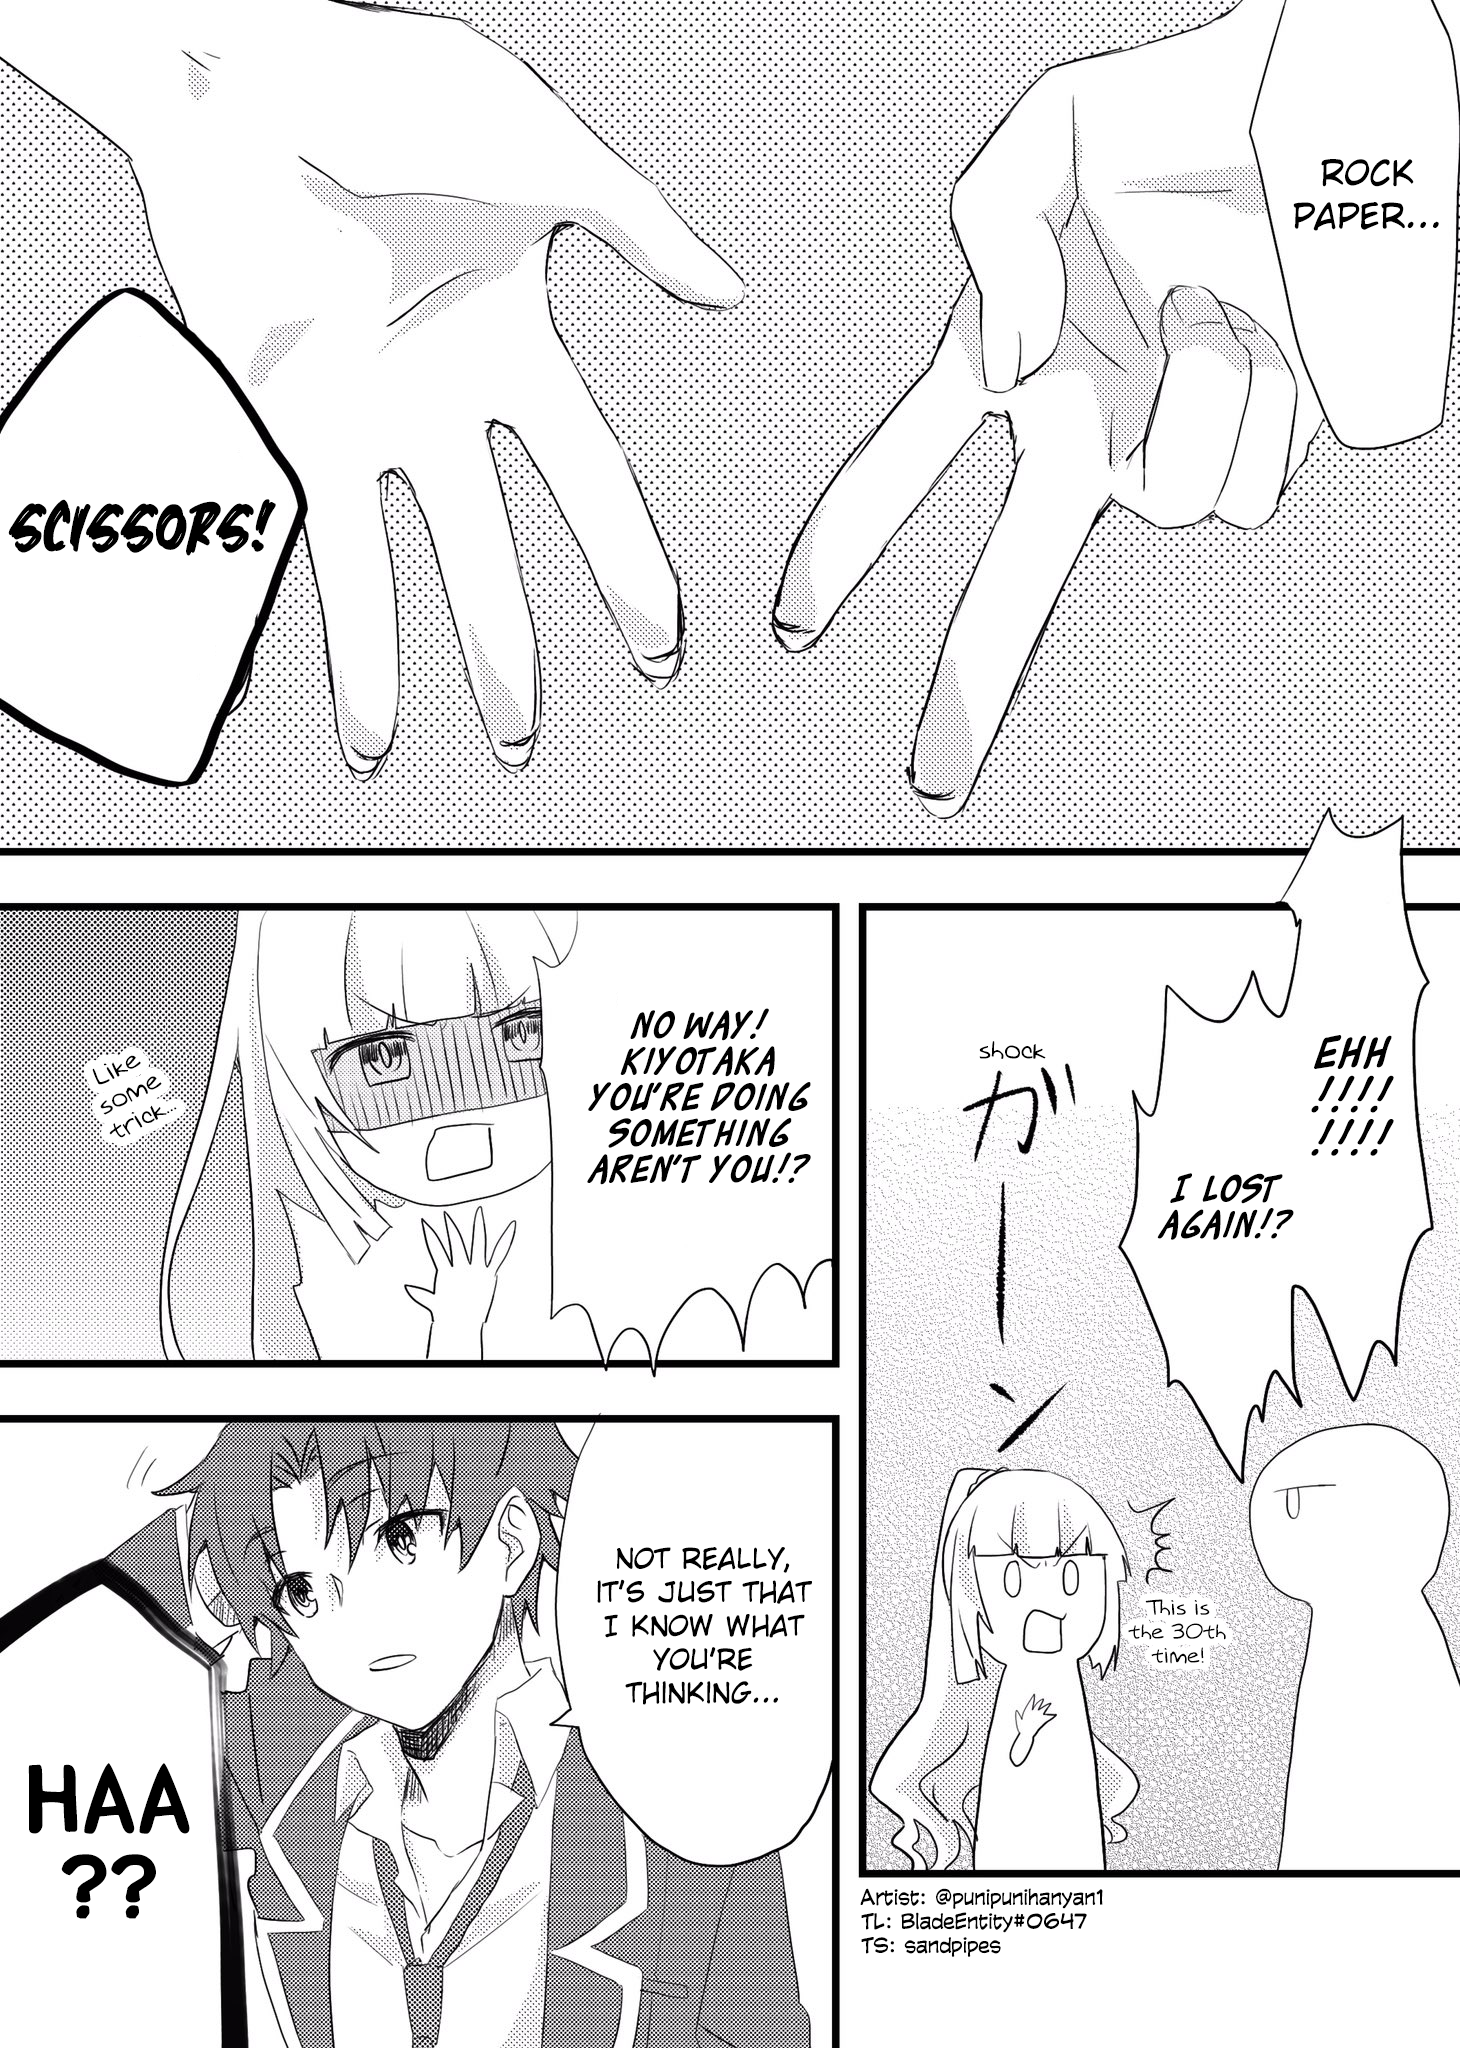 ROCK
PAPER...
SCISSORS!
EHH
!!!!
!!!!
I LOST
AGAIN!?
shock
ガーン
This is
the 30th
time!
NO WAY!
KIYOTAKA
YOU'RE DOING
SOMETHING
AREN'T YOU!?
Like
some
trick...
NOT REALLY,
IT'S JUST THAT
I KNOW WHAT
YOU'RE
THINKING...
HAA
??
Artist: @punipunihanyan1
TL: BladeEntity#0647
TS: sandpipes